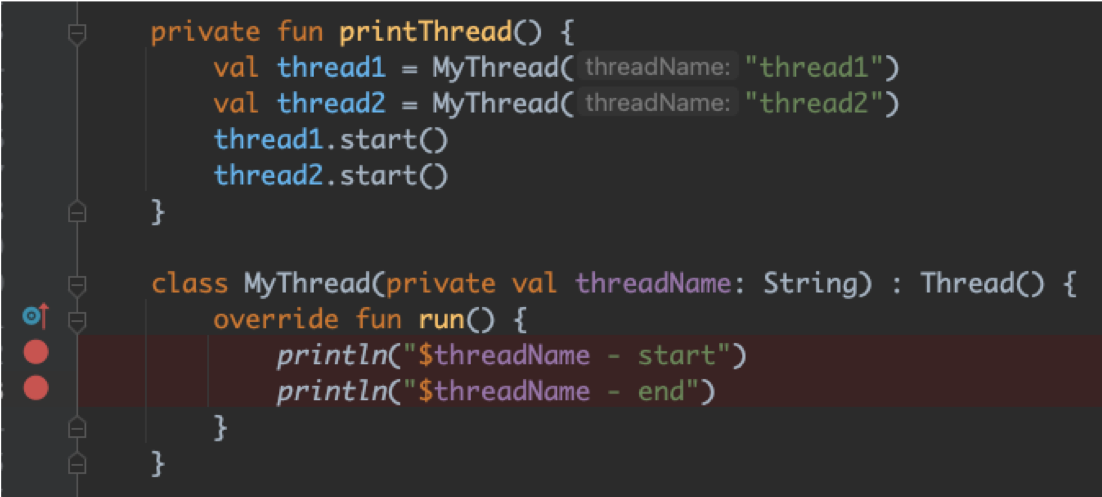 private fun printThread() {
val thread1 = MyThread( threadName: "thread1")
val thread2 = MyThread( threadName: "thread2")
thread1.start()
thread2.start()
}
class MyThread(private val threadName: String) : Thread() {
override fun run() {
println("$threadName - start")
println("$threadName - end")
}
}